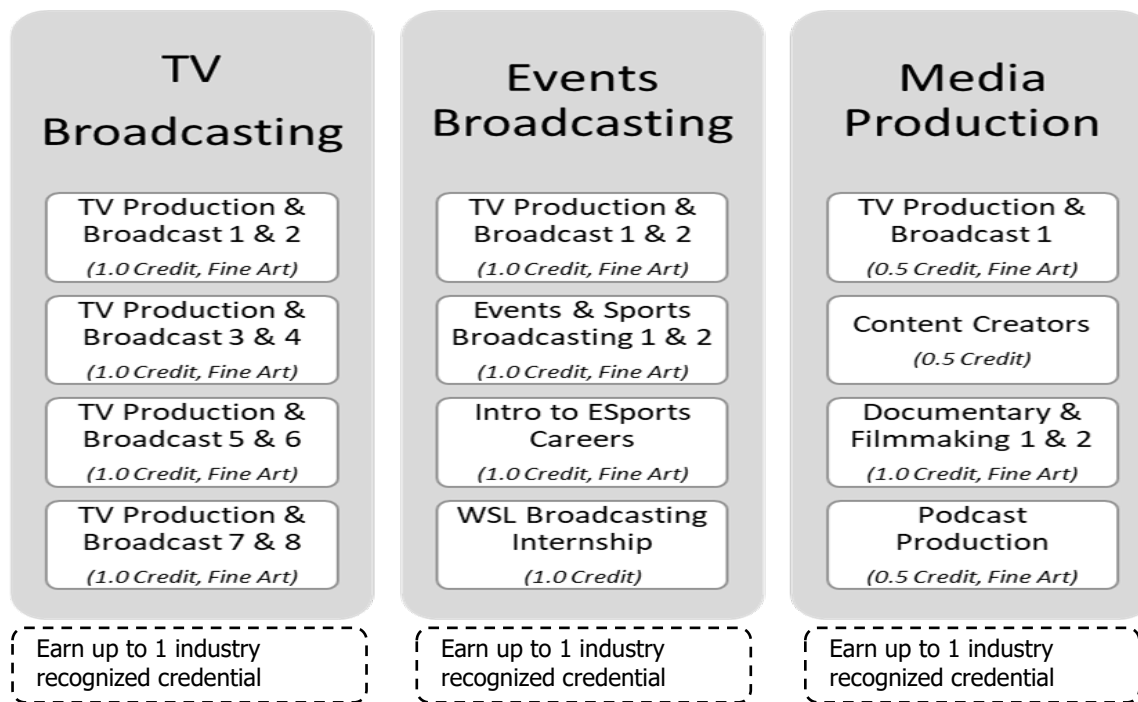 TV
Broadcasting
TV Production &
Broadcast 1 & 2
(1.0 Credit, Fine Art)
TV Production &
Broadcast 3 & 4
(1.0 Credit, Fine Art)
TV Production &
Broadcast 5 & 6
(1.0 Credit, Fine Art)
TV Production &
Broadcast 7 & 8
(1.0 Credit, Fine Art)
Earn up to 1 industry
recognized credential
Events
Broadcasting
TV Production &
Broadcast 1 & 2
(1.0 Credit, Fine Art)
Events & Sports
Broadcasting 1 & 2
(1.0 Credit, Fine Art)
Intro to ESports
Careers
(1.0 Credit, Fine Art)
WSL Broadcasting
Internship
(1.0 Credit)
Earn up to 1 industry
recognized credential
Media
Production
TV Production &
Broadcast 1
(0.5 Credit, Fine Art)
Content Creators
(0.5 Credit)
Documentary &
Filmmaking 1 & 2
(1.0 Credit, Fine Art)
Podcast
Production
(0.5 Credit, Fine Art)
Earn up to 1 industry
recognized credential